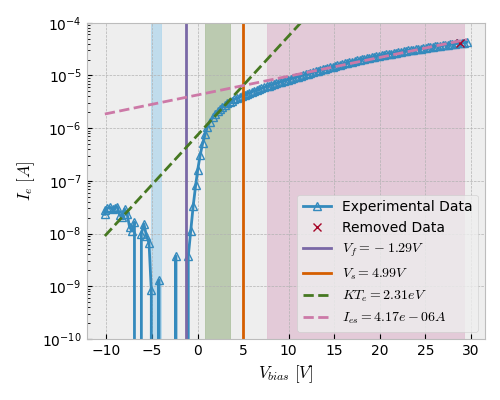 10⁻⁴
10⁻⁵
10⁻⁶
10⁻⁷
10⁻⁸
10⁻⁹
10⁻¹⁰
I_e [A]
Experimental Data
Removed Data
V_f = −1.29V
V_s = 4.99V
KT_e = 2.31eV
I_es = 4.17e − 06A
−10 −5 0 5 10 15 20 25 30
V_bias [V]